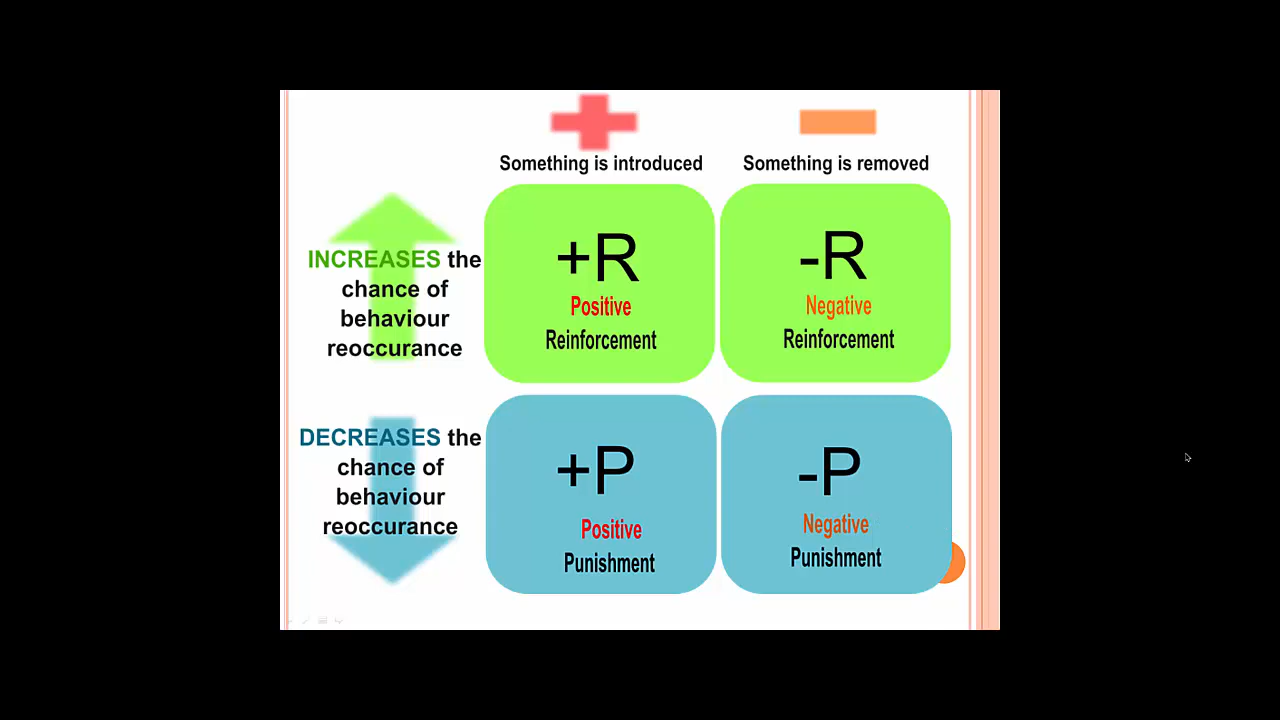 Something is introduced
Something is removed
INCREASES the
chance of
behaviour
reoccurance
+R
Positive
Reinforcement
-R
Negative
Reinforcement
DECREASES the
chance of
behaviour
reoccurance
+P
Positive
Punishment
-P
Negative
Punishment